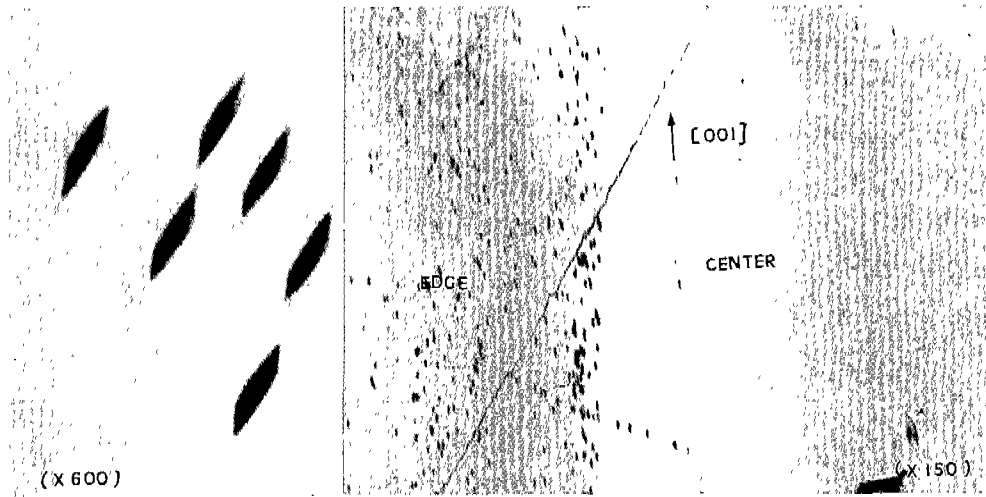 [001]
CENTER
EDGE
(X 600)
(X 150)